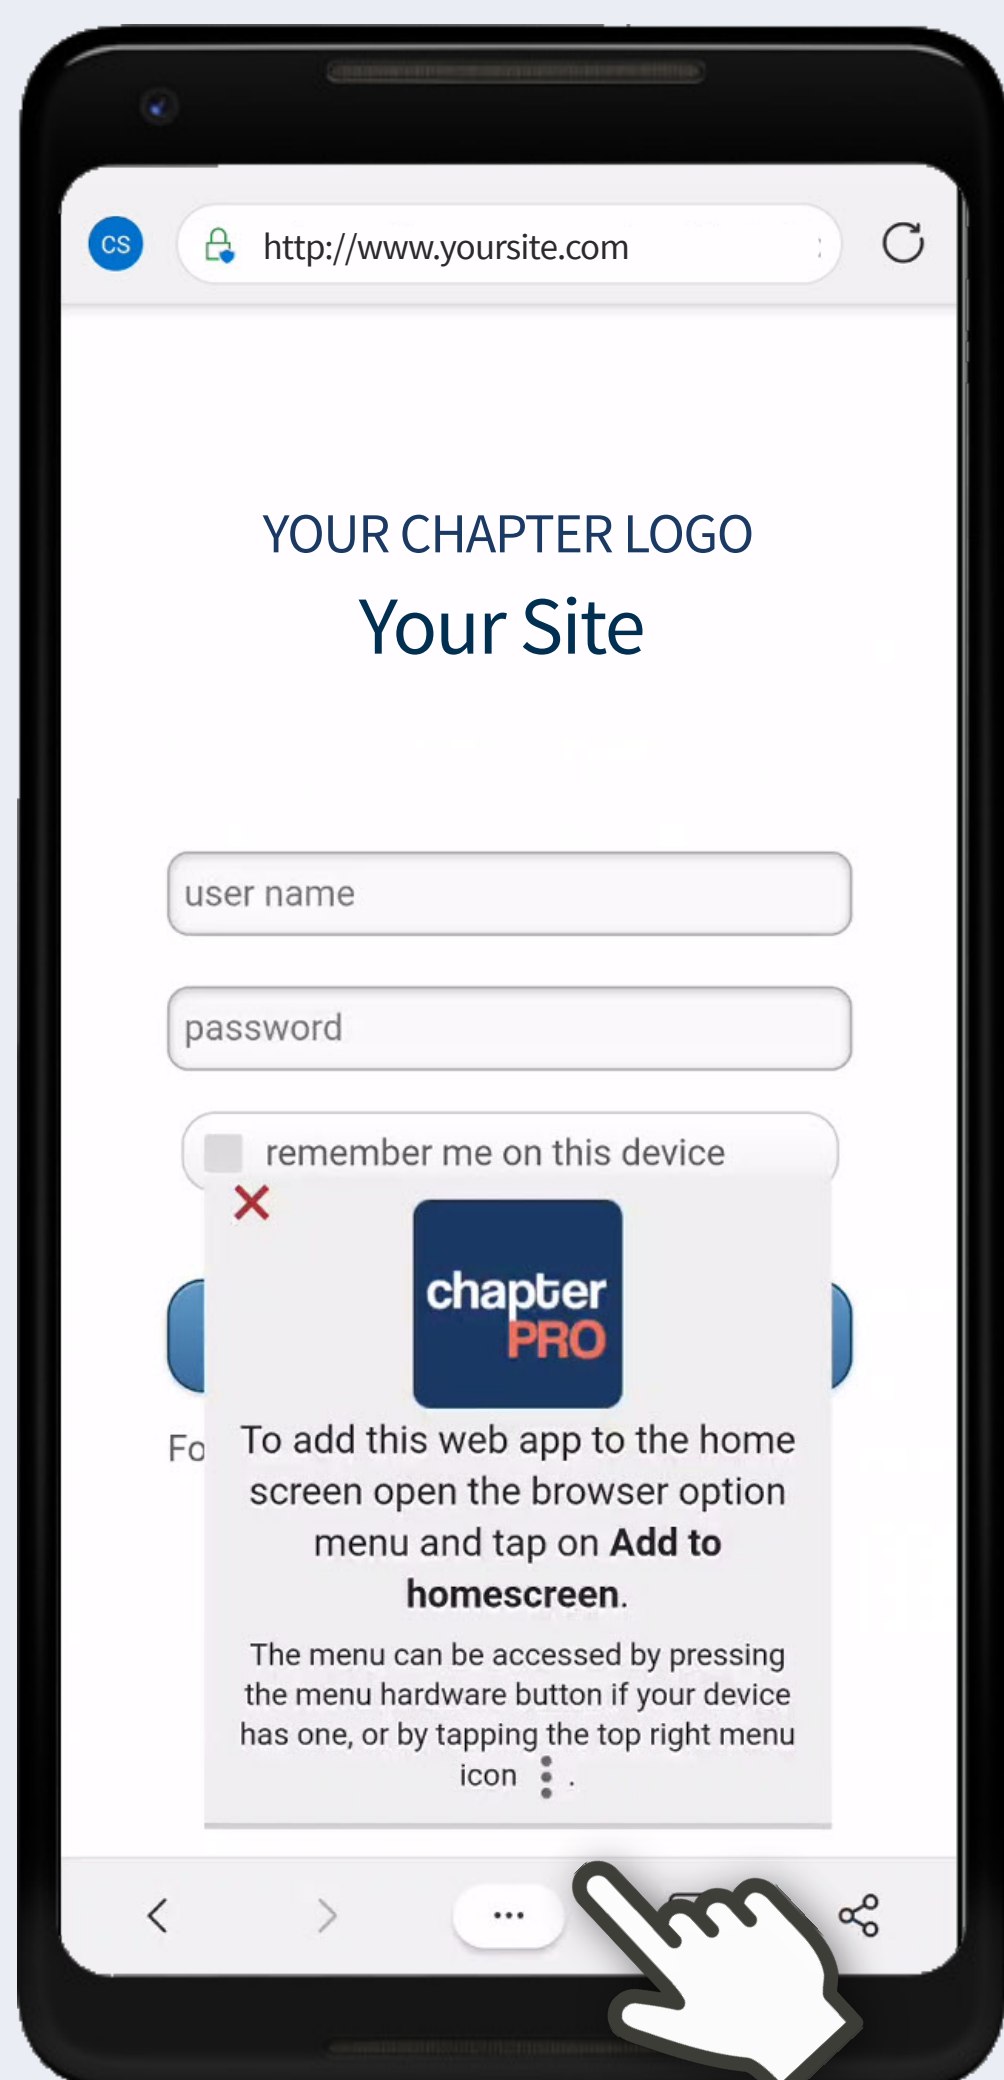 CS
http://www.yoursite.com
YOUR CHAPTER LOGO
Your Site
user name
password
remember me on this device
chapter
PRO
Fo
To add this web app to the home
screen open the browser option
menu and tap on Add to
homescreen.
The menu can be accessed by pressing
the menu hardware button if your device
has one, or by tapping the top right menu
icon .